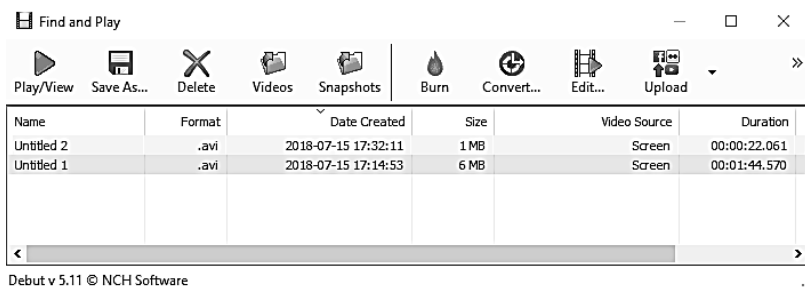 Find and Play
Play/View Save As... Delete Videos Snapshots Burn Convert... Edit... Upload »
Name Format Date Created Size Video Source Duration
Untitled 2 .avi 2018-07-15 17:32:11 1 MB Screen 00:00:22.061
Untitled 1 .avi 2018-07-15 17:14:53 6 MB Screen 00:01:44.570
Debut v 5.11 © NCH Software